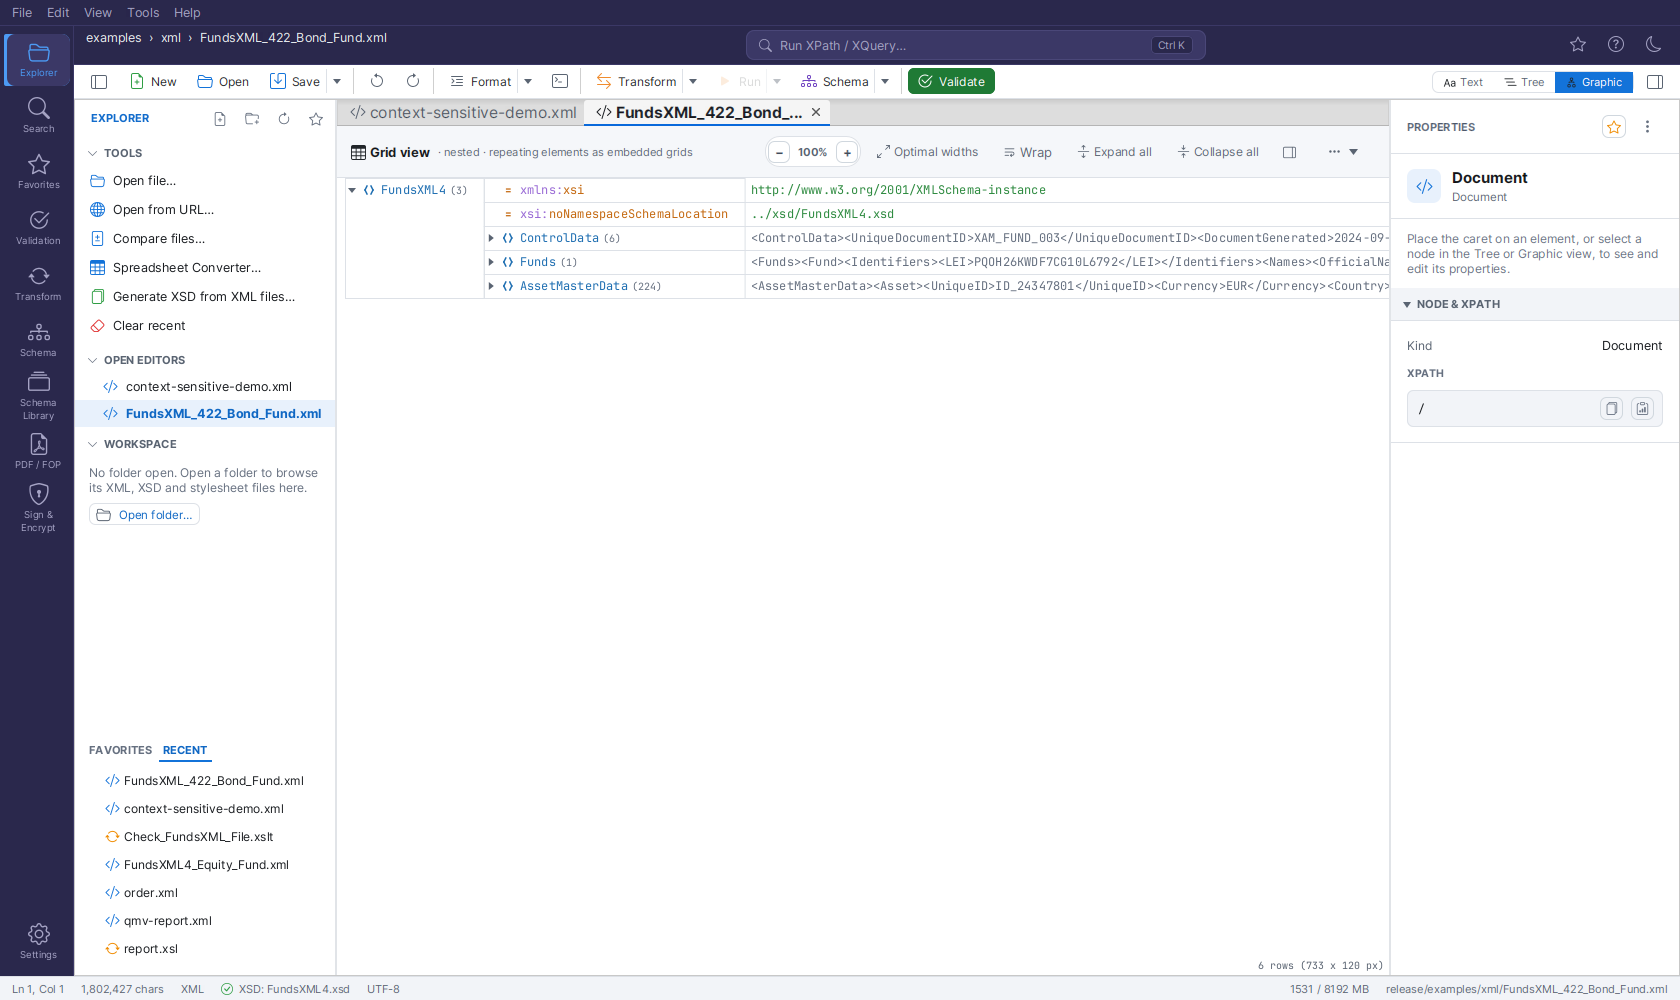 File Edit View Tools Help
examples › xml › FundsXML_422_Bond_Fund.xml
Run XPath / XQuery...
Ctrl K
New
Open
Save
Format
Transform
Run
Schema
Validate
Aa Text
Tree
Graphic
Explorer
Search
Favorites
Validation
Transform
Schema
Schema
Library
PDF / FOP
Sign &
Encrypt
Settings
EXPLORER
TOOLS
Open file...
Open from URL...
Compare files...
Spreadsheet Converter...
Generate XSD from XML files...
Clear recent
OPEN EDITORS
context-sensitive-demo.xml
FundsXML_422_Bond_Fund.xml
WORKSPACE
No folder open. Open a folder to browse
its XML, XSD and stylesheet files here.
Open folder...
FAVORITES RECENT
FundsXML_422_Bond_Fund.xml
context-sensitive-demo.xml
Check_FundsXML_File.xslt
FundsXML4_Equity_Fund.xml
order.xml
qmv-report.xml
report.xsl
context-sensitive-demo.xml
FundsXML_422_Bond_...
Grid view · nested · repeating elements as embedded grids
− 100% +
Optimal widths
Wrap
Expand all
Collapse all
FundsXML4 (3)
= xmlns:xsi http://www.w3.org/2001/XMLSchema-instance
= xsi:noNamespaceSchemaLocation ../xsd/FundsXML4.xsd
ControlData (6) <ControlData><UniqueDocumentID>XAM_FUND_003</UniqueDocumentID><DocumentGenerated>2024-09-
Funds (1) <Funds><Fund><Identifiers><LEI>PQOH26KWDF7CG10L6792</LEI></Identifiers><Names><OfficialNa
AssetMasterData (224) <AssetMasterData><Asset><UniqueID>ID_24347801</UniqueID><Currency>EUR</Currency><Country>
6 rows (733 x 120 px)
PROPERTIES
Document
Document
Place the caret on an element, or select a
node in the Tree or Graphic view, to see and
edit its properties.
NODE & XPATH
Kind Document
XPATH
/
Ln 1, Col 1
1,802,427 chars
XML
XSD: FundsXML4.xsd
UTF-8
1531 / 8192 MB
release/examples/xml/FundsXML_422_Bond_Fund.xml